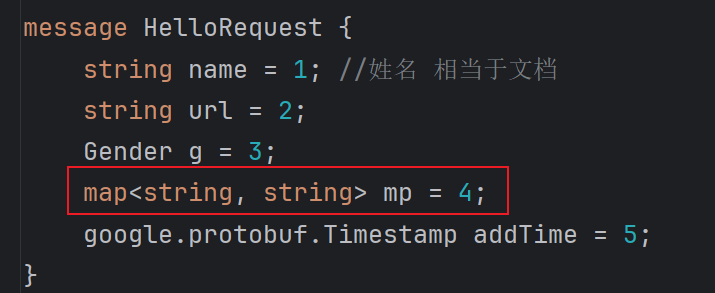 message HelloRequest {
    string name = 1; //姓名 相当于文档
    string url = 2;
    Gender g = 3;
    map<string, string> mp = 4;
    google.protobuf.Timestamp addTime = 5;
}